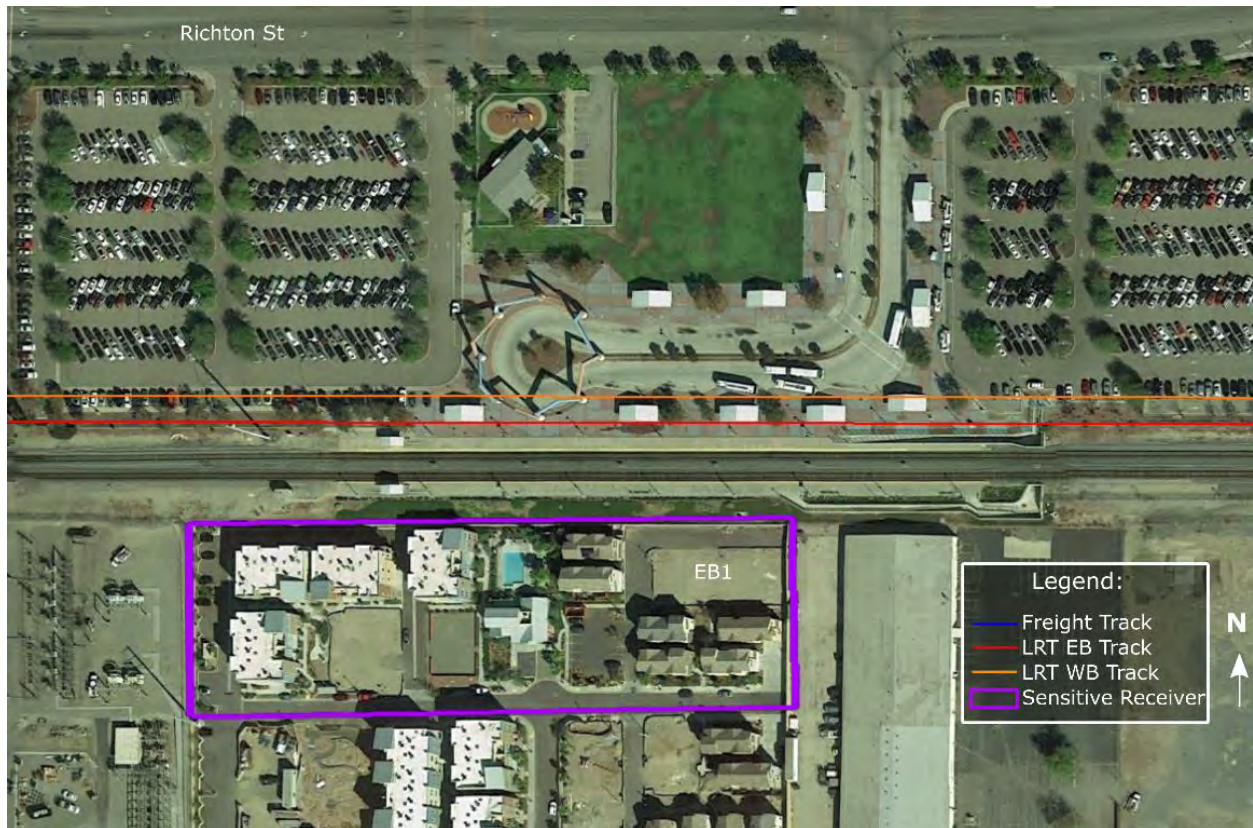 Richton St
EB1
Legend:
Freight Track
LRT EB Track
LRT WB Track
Sensitive Receiver
N